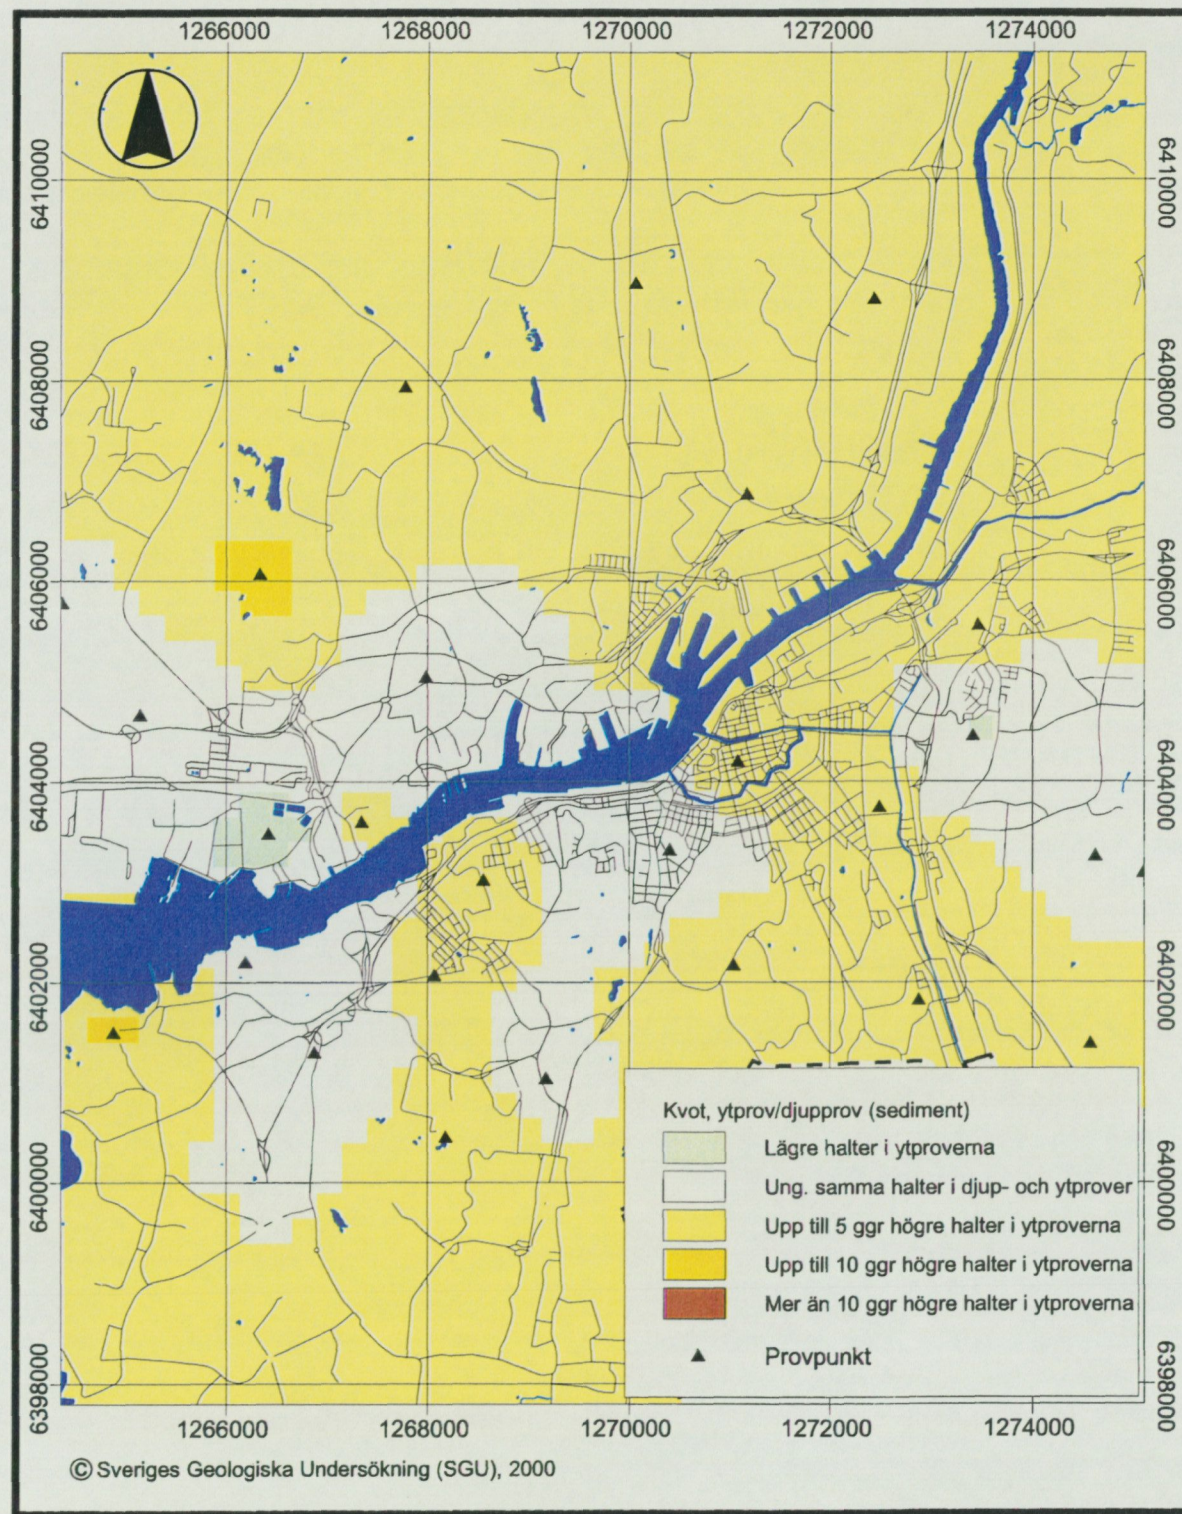 1266000 1268000 1270000 1272000 1274000
6410000 6410000
6408000 6408000
6406000 6406000
6404000 6404000
6402000 6402000
6400000 6400000
6398000 6398000
Kvot, ytprov/djupprov (sediment)
Lägre halter i ytproverna
Ung. samma halter i djup- och ytprover
Upp till 5 ggr högre halter i ytproverna
Upp till 10 ggr högre halter i ytproverna
Mer än 10 ggr högre halter i ytproverna
Provpunkt
1266000 1268000 1270000 1272000 1274000
© Sveriges Geologiska Undersökning (SGU), 2000